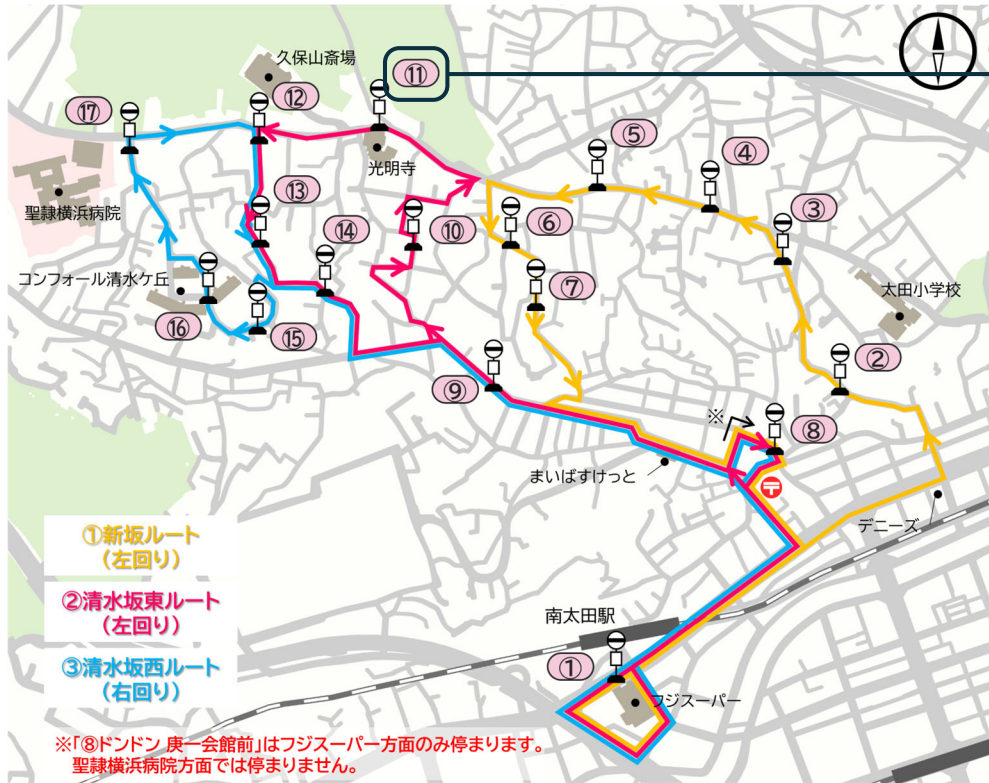 久保山斎場
⑪
⑰
⑫
⑤
④
光明寺
聖隷横浜病院
⑬
⑩
⑥
③
⑭
コンフォール清水ケ丘
⑦
太田小学校
⑯
⑮
②
⑨
※
⑧
まいばすけっと
〒
デニーズ
①新坂ルート
(左回り)
②清水坂東ルート
(左回り)
③清水坂西ルート
(右回り)
南太田駅
①
フジスーパー
※「⑧ドンドン 庚一会館前」はフジスーパー方面のみ停まります。
聖隷横浜病院方面では停まりません。